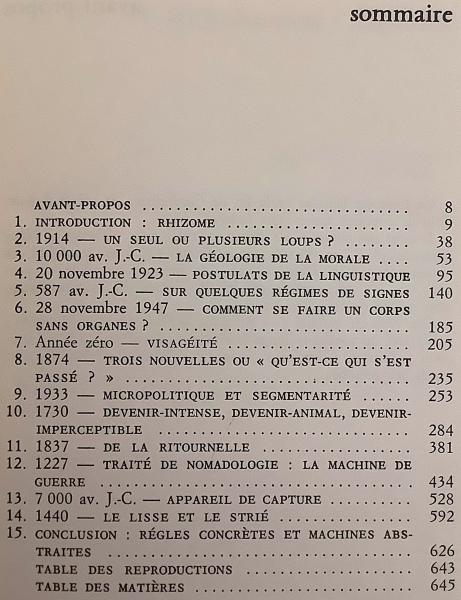 sommaire
AVANT-PROPOS ................................ 8
1. INTRODUCTION : RHIZOME .................... 9
2. 1914 — UN SEUL OU PLUSIEURS LOUPS ? ........ 38
3. 10 000 av. J.-C. — LA GÉOLOGIE DE LA MORALE .... 53
4. 20 novembre 1923 — POSTULATS DE LA LINGUISTIQUE 95
5. 587 av. J.-C. — SUR QUELQUES RÉGIMES DE SIGNES 140
6. 28 novembre 1947 — COMMENT SE FAIRE UN CORPS
SANS ORGANES ? ............................ 185
7. Année zéro — VISAGÉITÉ ..................... 205
8. 1874 — TROIS NOUVELLES OU « QU'EST-CE QUI S'EST
PASSÉ ? » ................................ 235
9. 1933 — MICROPOLITIQUE ET SEGMENTARITÉ ...... 253
10. 1730 — DEVENIR-INTENSE, DEVENIR-ANIMAL, DEVENIR-
IMPERCEPTIBLE ............................ 284
11. 1837 — DE LA RITOURNELLE .................. 381
12. 1227 — TRAITÉ DE NOMADOLOGIE : LA MACHINE DE
GUERRE .................................. 434
13. 7 000 av. J.-C. — APPAREIL DE CAPTURE .......... 528
14. 1440 — LE LISSE ET LE STRIÉ ................ 592
15. CONCLUSION : RÉGLES CONCRÈTES ET MACHINES ABS-
TRAITES .................................. 626
TABLE DES REPRODUCTIONS .................... 643
TABLE DES MATIÈRES .......................... 645